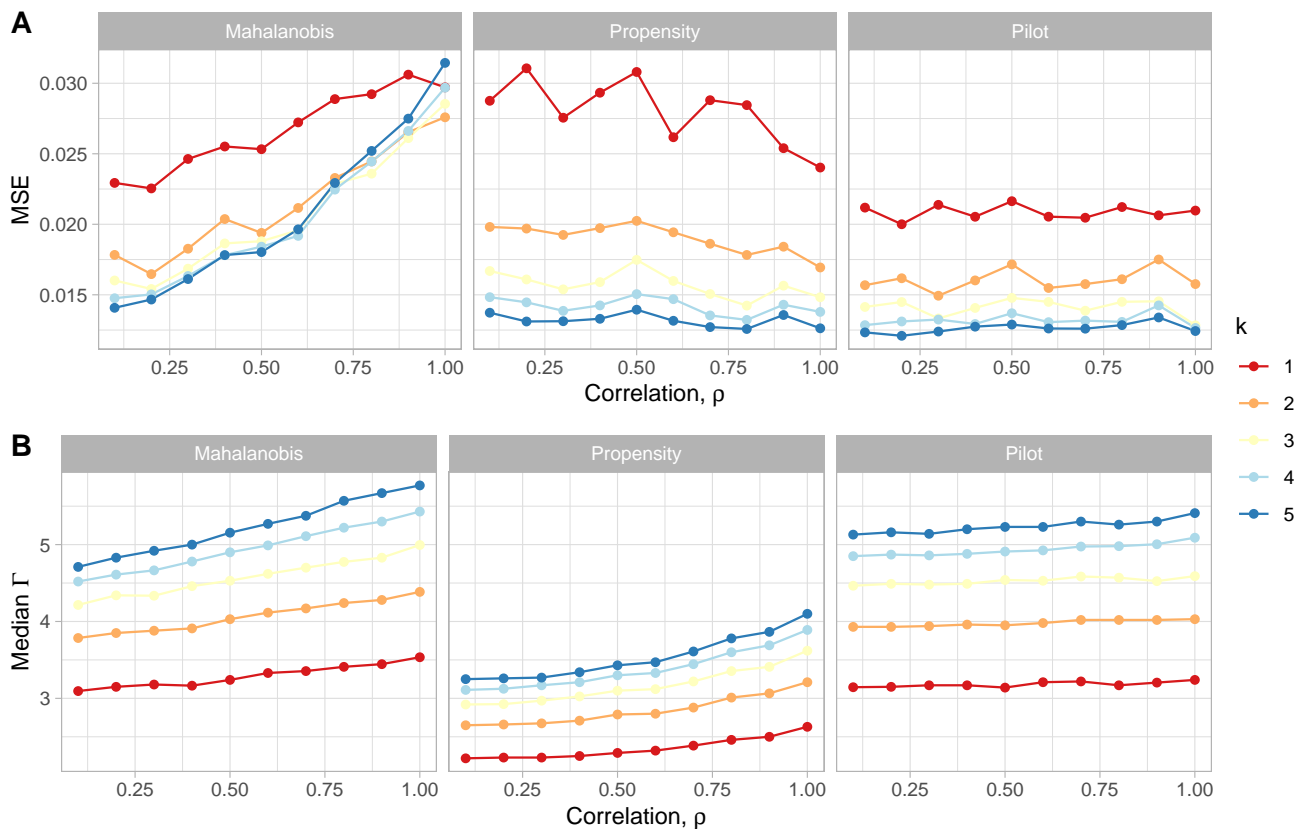 A
Mahalanobis Propensity Pilot
MSE
0.030
0.025
0.020
0.015
0.25 0.50 0.75 1.00 0.25 0.50 0.75 1.00 0.25 0.50 0.75 1.00
Correlation, ρ
k
1
2
3
4
5
B
Mahalanobis Propensity Pilot
Median Γ
5
4
3
0.25 0.50 0.75 1.00 0.25 0.50 0.75 1.00 0.25 0.50 0.75 1.00
Correlation, ρ